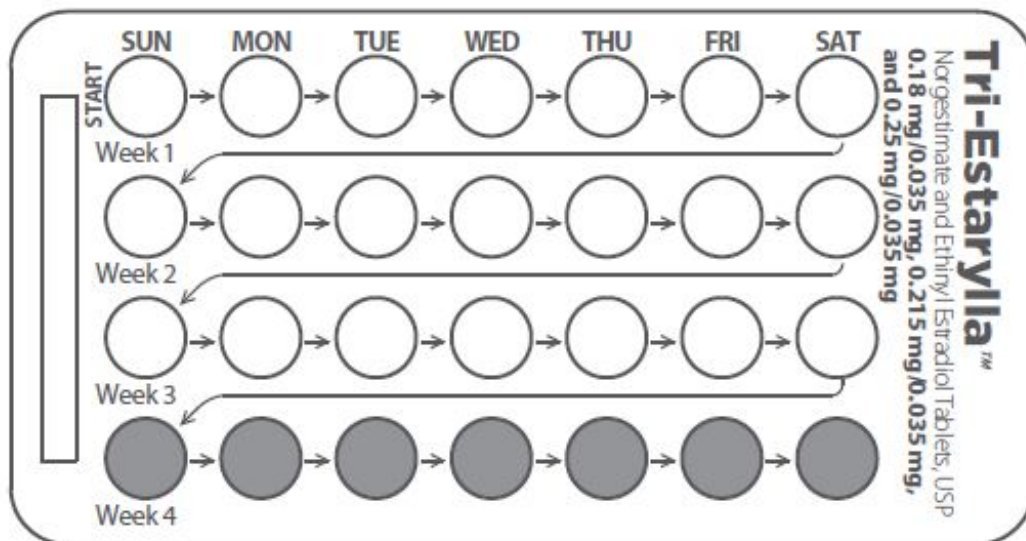 SUN MON TUE WED THU FRI SAT
START
Week 1
Week 2
Week 3
Week 4
Tri-Estarylla™
Norgestimate and Ethinyl Estradiol Tablets, USP
0.18 mg/0.035 mg, 0.215 mg/0.035 mg,
and 0.25 mg/0.035 mg